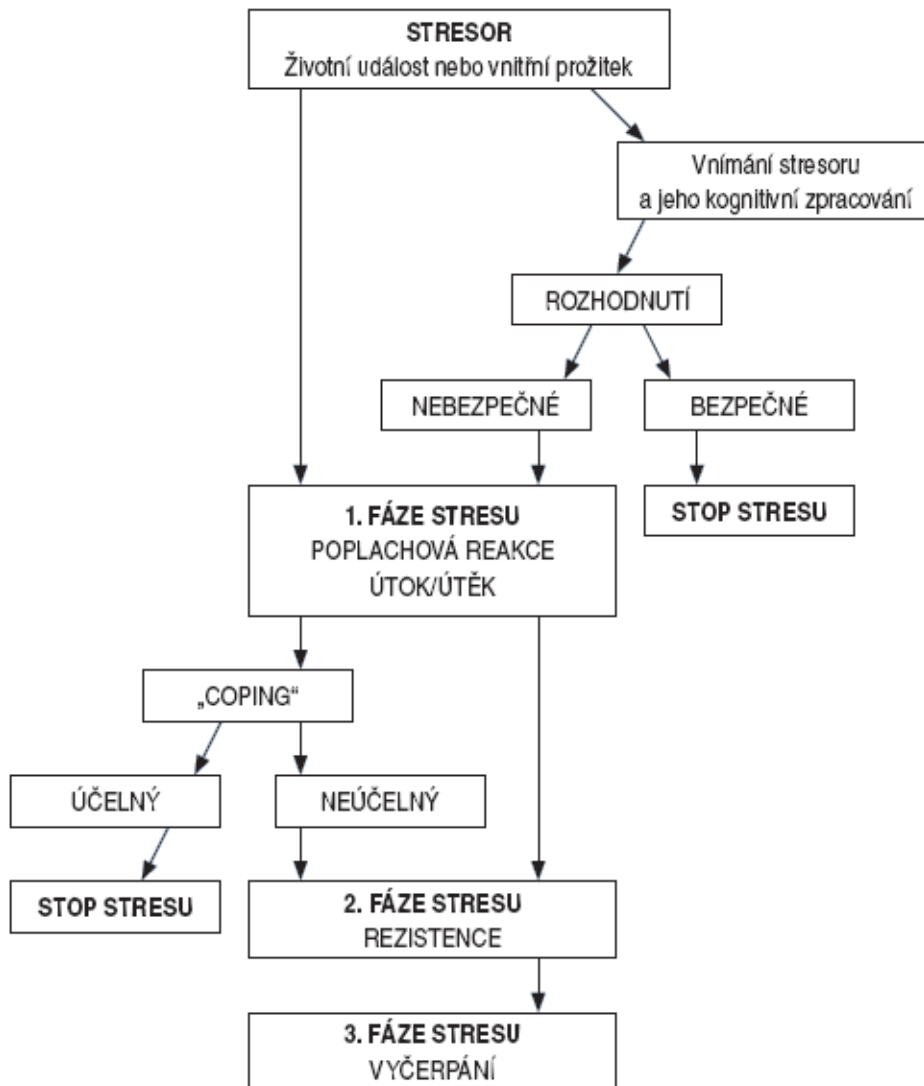 STRESOR
Životní událost nebo vnitřní prožitek
Vnímání stresoru
a jeho kognitivní zpracování
ROZHODNUTÍ
NEBEZPEČNÉ
BEZPEČNÉ
1. FÁZE STRESU
POPLACHOVÁ REAKCE
ÚTOK/ÚTĚK
STOP STRESU
„COPING“
ÚČELNÝ
NEÚČELNÝ
STOP STRESU
2. FÁZE STRESU
REZISTENCE
3. FÁZE STRESU
VYČERPÁNÍ